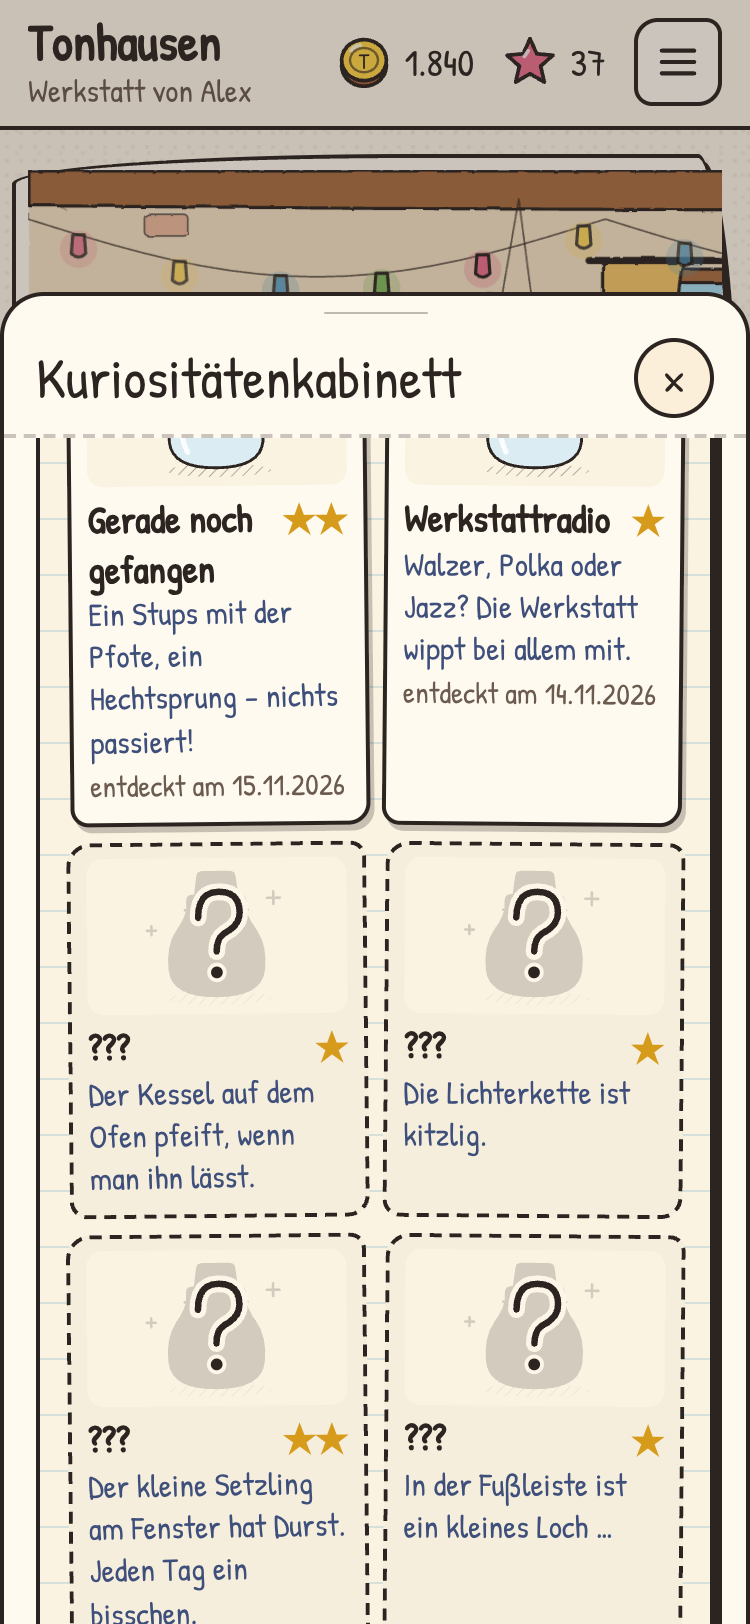 Tonhausen
Werkstatt von Alex
T
1.840
37
Kuriositätenkabinett
Gerade noch
gefangen
Ein Stups mit der
Pfote, ein
Hechtsprung – nichts
passiert!
entdeckt am 15.11.2026
Werkstattradio
Walzer, Polka oder
Jazz? Die Werkstatt
wippt bei allem mit.
entdeckt am 14.11.2026
?
???
Der Kessel auf dem
Ofen pfeift, wenn
man ihn lässt.
?
???
Die Lichterkette ist
kitzlig.
?
???
Der kleine Setzling
am Fenster hat Durst.
Jeden Tag ein
bisschen.
?
???
In der Fußleiste ist
ein kleines Loch ...